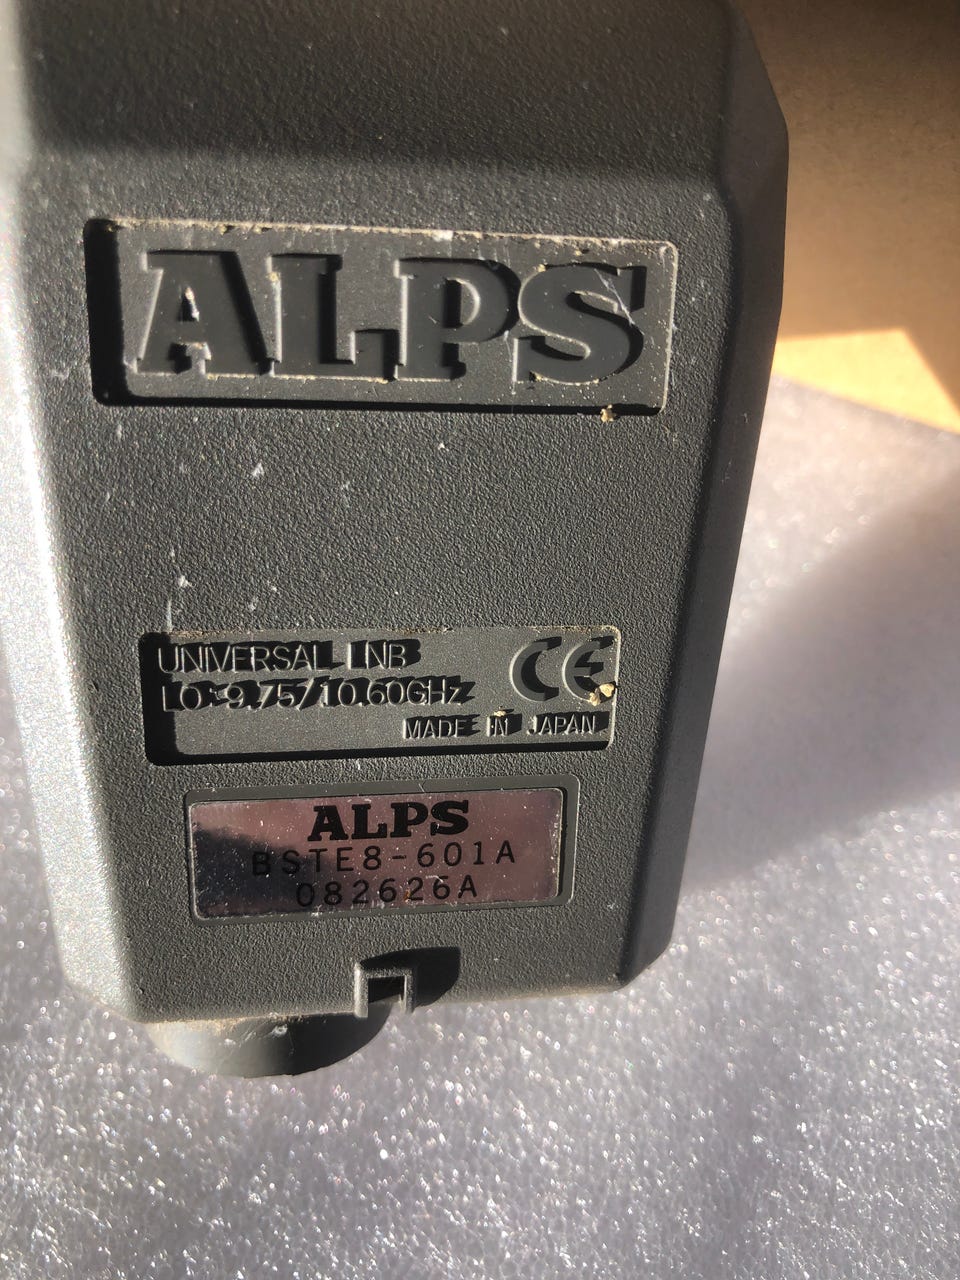 ALPS
UNIVERSAL LNB
LO:9.75/10.60GHz
CE
MADE IN JAPAN
ALPS
BSTE8-601A
082626A